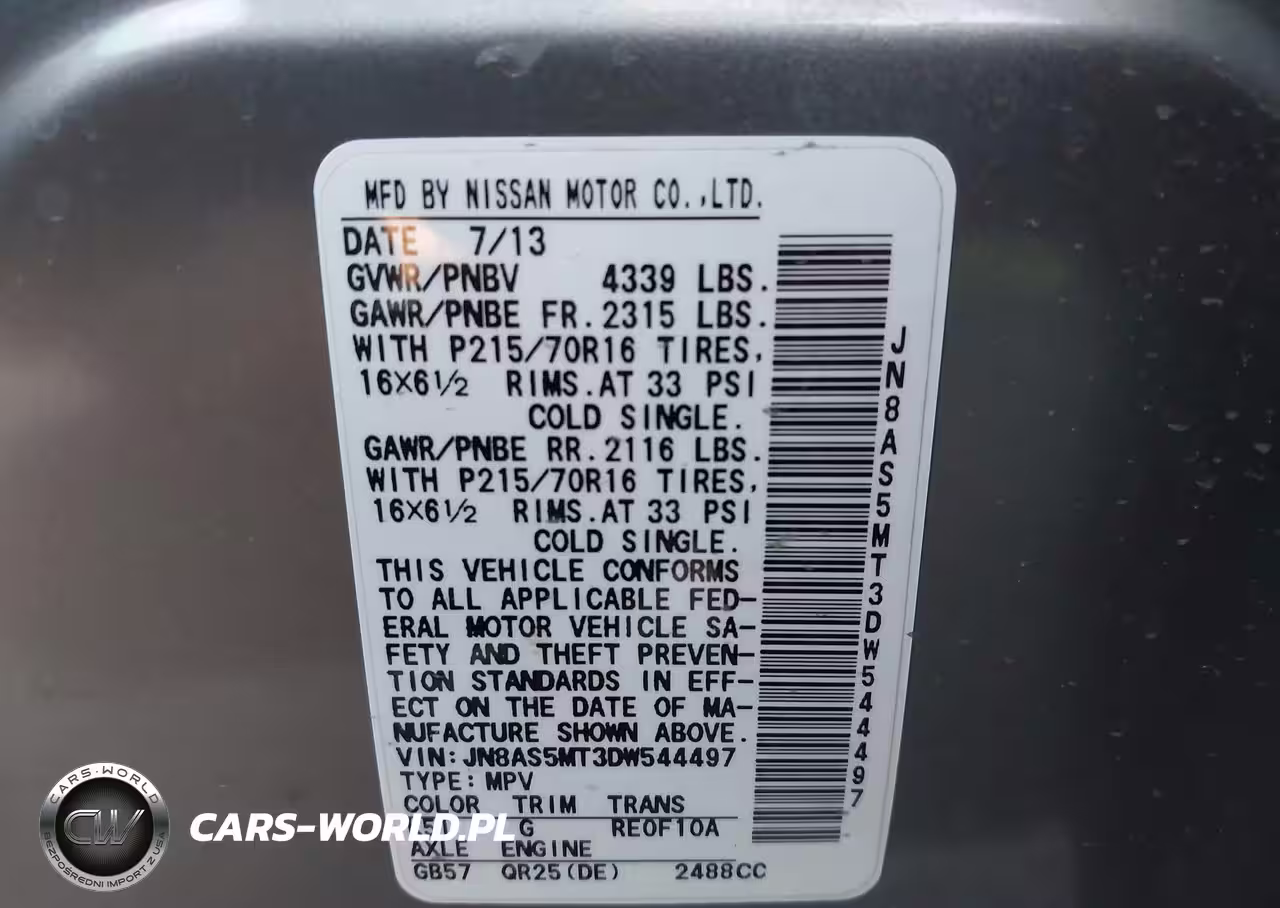 MFD BY NISSAN MOTOR CO.,LTD.
DATE 7/13
GVWR/PNBV 4339 LBS.
GAWR/PNBE FR. 2315 LBS.
WITH P215/70R16 TIRES,
16×6½ RIMS. AT 33 PSI
COLD SINGLE.
GAWR/PNBE RR. 2116 LBS.
WITH P215/70R16 TIRES,
16×6½ RIMS. AT 33 PSI
COLD SINGLE.
THIS VEHICLE CONFORMS
TO ALL APPLICABLE FED-
ERAL MOTOR VEHICLE SA-
FETY AND THEFT PREVEN-
TION STANDARDS IN EFF-
ECT ON THE DATE OF MA-
NUFACTURE SHOWN ABOVE.
VIN: JN8AS5MT3DW544497
TYPE: MPV
COLOR TRIM TRANS
G RE0F10A
AXLE ENGINE
GB57 QR25(DE) 2488CC
JN8AS5MT3DW544497
CARS-WORLD
CW
BEZPOŚREDNI IMPORT Z USA
CARS-WORLD.PL